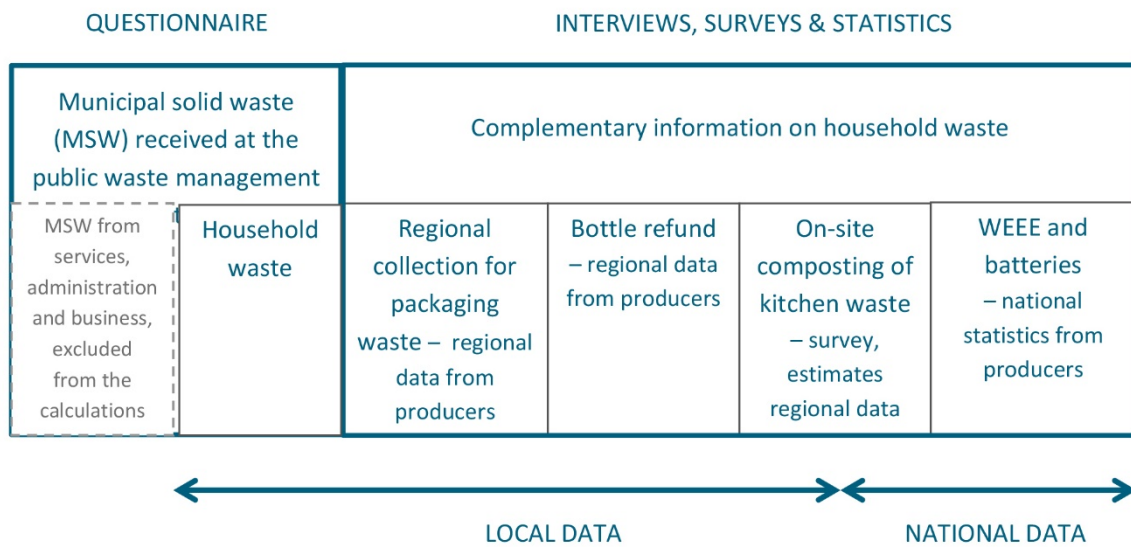 QUESTIONNAIRE
INTERVIEWS, SURVEYS & STATISTICS
Municipal solid waste
(MSW) received at the
public waste management
Complementary information on household waste
MSW from
services,
administration
and business,
excluded
from the
calculations
Household
waste
Regional
collection for
packaging
waste – regional
data from
producers
Bottle refund
– regional data
from producers
On-site
composting of
kitchen waste
– survey,
estimates
regional data
WEEE and
batteries
– national
statistics from
producers
LOCAL DATA
NATIONAL DATA